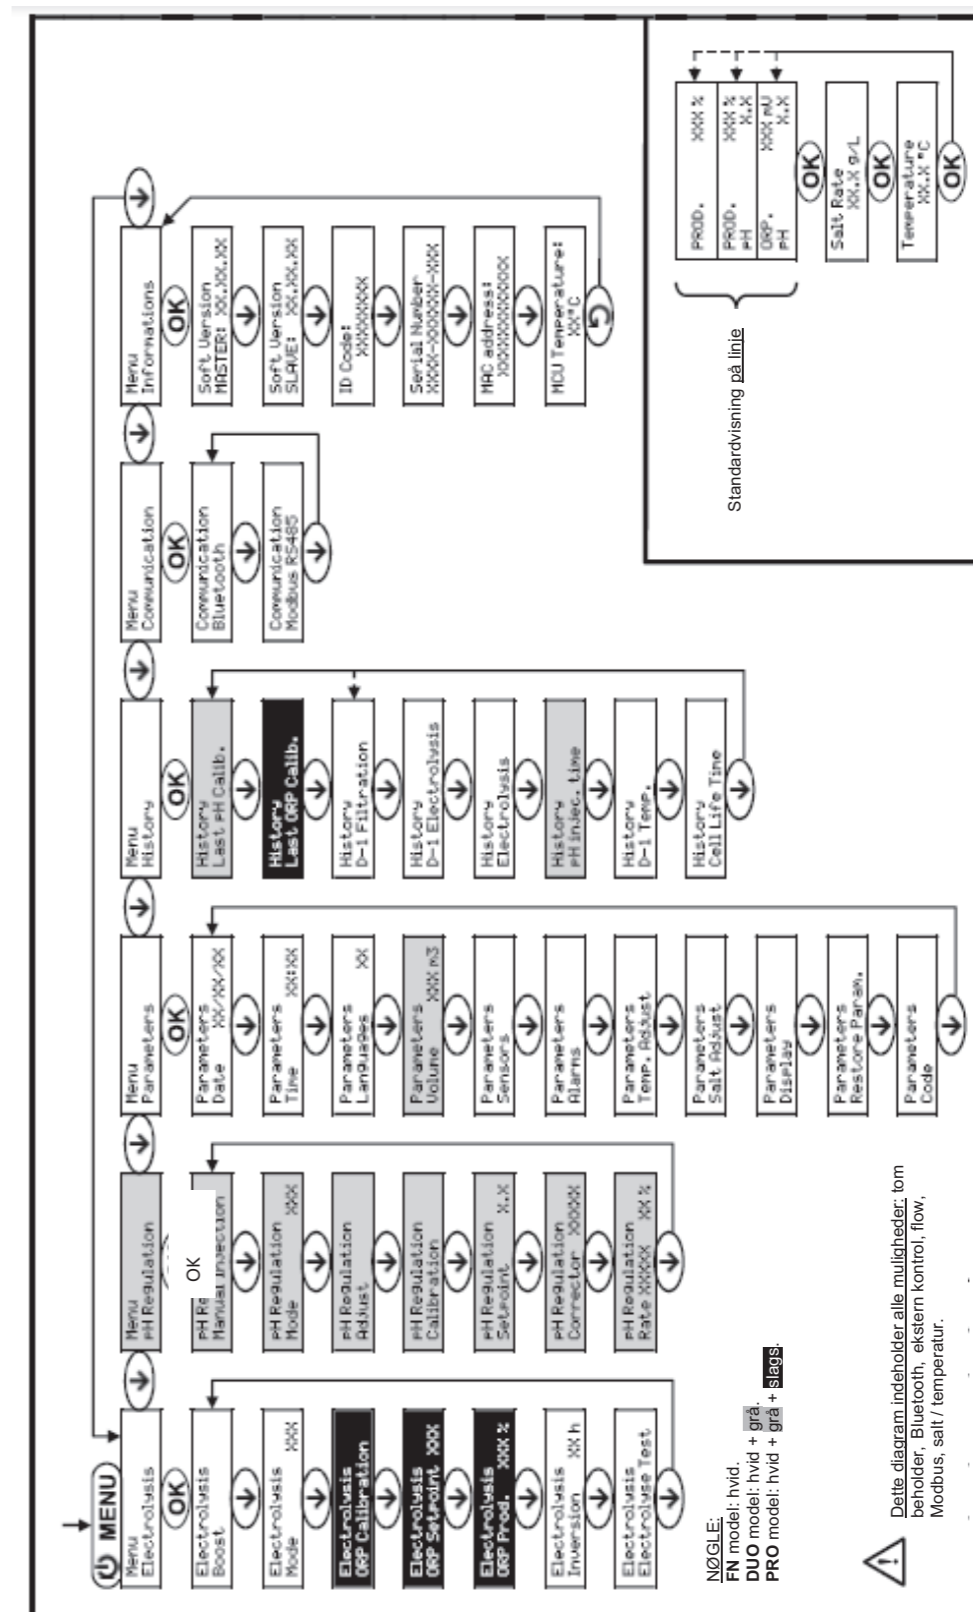 MENU
Menu
Electrolysis
OK
Electrolysis
Boost
Electrolysis
Mode XXX
Electrolysis
ORP Calibration
Electrolysis
ORP Setpoint XXX
Electrolysis
ORP Prod. XX %
Electrolysis
Inversion XX h
Electrolysis
Electrolyse Test
Menu
pH Regulation
OK
pH Re
Manual Injection
pH Regulation
Mode XXX
pH Regulation
Adjust
pH Regulation
Calibration
pH Regulation
Setpoint X.X
pH Regulation
Corrector XXXXX
pH Regulation
Rate XXXXX XX %
Menu
Parameters
OK
Parameters
Date XX/XX/XX
Parameters
Time XX:XX
Parameters
Languages XX
Parameters
Volume XXX m3
Parameters
Sensors
Parameters
Alarms
Parameters
Temp. Adjust
Parameters
Salt Adjust
Parameters
Display
Parameters
Restore Param.
Parameters
Code
Menu
History
OK
History
Last pH Calib.
History
Last ORP Calib.
History
D-1 Filtration
History
D-1 Electrolysis
History
Electrolysis
History
pH injec. time
History
D-1 Temp.
History
Cell Life Time
Menu
Communication
OK
Communication
Bluetooth
Communication
Modbus RS485
Menu
Informations
OK
Soft Version
MASTER: XX.XX.XX
Soft Version
SLAVE: XX.XX.XX
ID Code:
XXXXXXXX
Serial Number
XXXX-XXXXXX-XXX
MAC address:
XXXXXXXXXXXX
MCU Temperature:
XX°C
NØGLE:
FN model: hvid.
DUO model: hvid + grå.
PRO model: hvid + grå + slags.
Dette diagram indeholder alle muligheder: tom
beholder, Bluetooth, ekstern kontrol, flow,
Modbus, salt / temperatur.
Standardvisning på linje
PROD. XXX %
PROD. XXX %
pH X.X
ORP. XXX mV
pH X.X
OK
Salt Rate
XX.X g/L
OK
Temperature
XX.X °C
OK